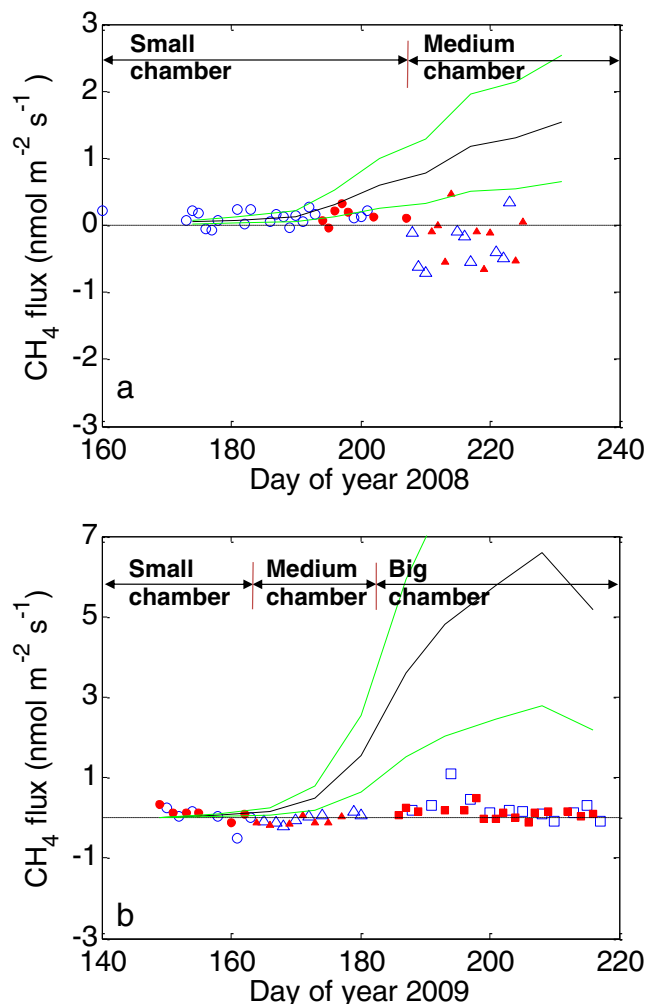 Small chamber
Medium chamber
3
2
1
0
-1
-2
-3
CH4 flux (nmol m-2 s-1)
a
160
180
200
220
240
Day of year 2008
Small chamber
Medium chamber
Big chamber
7
5
3
1
-1
-3
CH4 flux (nmol m-2 s-1)
b
140
160
180
200
220
Day of year 2009